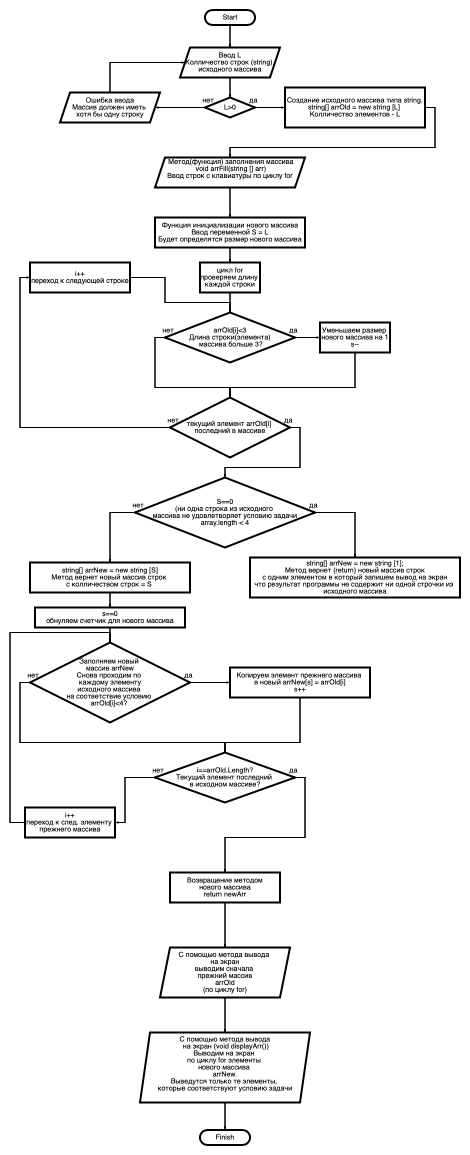 Start
Ввод L
Колличество строк (string)
исходного массива
Ошибка ввода
Массив должен иметь
хотя бы одну строку
нет
L>0
да
Создание исходного массива типа string.
string[] arrOld = new string [L]
Колличество элементов - L
Метод(функция) заполнения массива
void arrFill(string [] arr)
Ввод строк с клавиатуры по циклу for
Функция инициализации нового массива
Ввод переменной S = L
Будет определятся размер нового массива
i++
переход к следующей строке
цикл for
проверяем длину
каждой строки
нет
arrOld[i]<3
Длина строки(элемента)
массива больше 3?
да
Уменьшаем размер
нового массива на 1
s--
нет
текущий элемент arrOld[i]
последний в массиве
да
нет
S==0
(ни одна строка из исходного
массива не удовлетворяет условию задачи
array.length < 4
да
string[] arrNew = new string [S]
Метод вернет новый массив строк
с колличеством строк = S
string[] arrNew = new string [1];
Метод вернет (return) новый массив строк
с одним элементом в который запишем вывод на экран
что результат програмы не содержит ни одной строчки из
исходного массива
s==0
обнуляем счетчик для нового массива
нет
Заполняем новый
массив arrNew
Снова проходим по
каждому элементу
исходного массива
на соответствие условию
arrOld[i]<4?
да
Копируем элемент прежнего массива
в новый arrNew[s] = arrOld[i]
s++
нет
i==arrOld.Length?
Текущий элемент последний
в исходном массиве?
да
i++
переход к след. элементу
прежнего массива
Возвращение методом
нового массива
return newArr
С помощью метода вывода
на экран
выводим сначала
прежний массив
arrOld
(по циклу for)
С помощью метода вывода
на экран (void displayArr())
Выводим на экран
по циклу for элементы
нового массива
arrNew.
Выведутся только те элементы,
которые соответствуют условию задачи
Finish